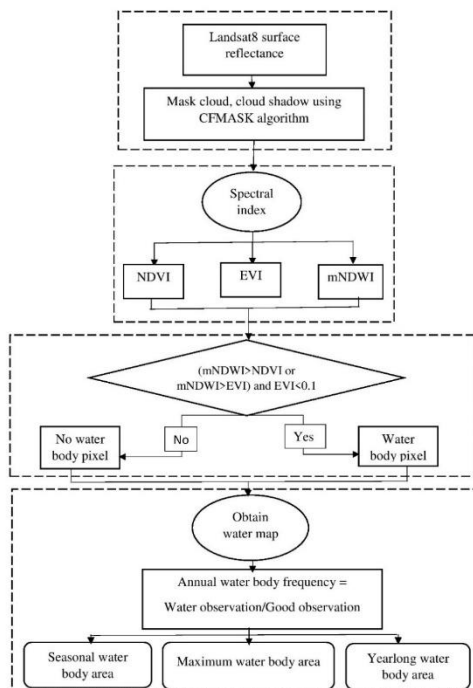 Landsat8 surface
reflectance
Mask cloud, cloud shadow using
CFMASK algorithm
Spectral
index
NDVI
EVI
mNDWI
(mNDWI>NDVI or
mNDWI>EVI) and EVI<0.1
No
Yes
No water
body pixel
Water
body pixel
Obtain
water map
Annual water body frequency =
Water observation/Good observation
Seasonal water
body area
Maximum water body area
Yearlong water
body area